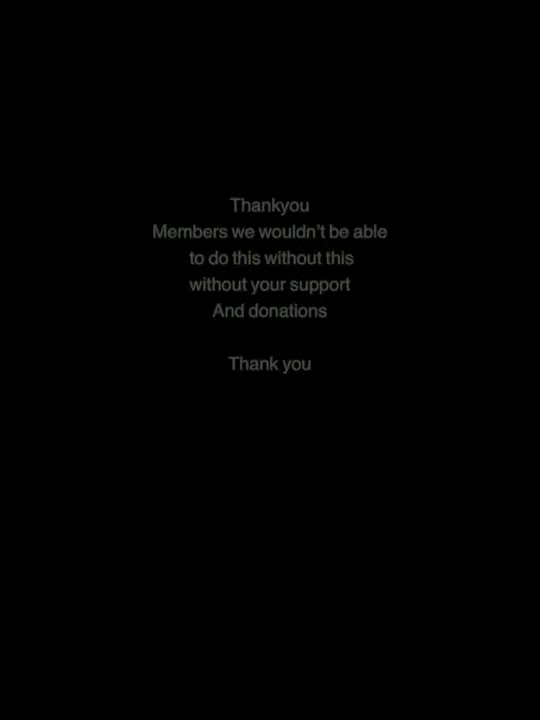 Thankyou
Members we wouldn't be able
to do this without this
without your support
And donations
Thank you